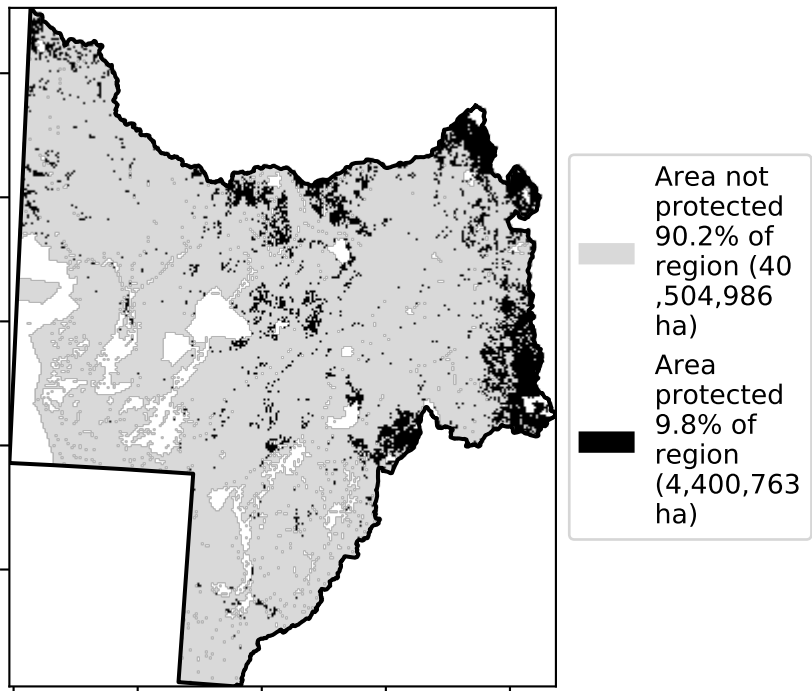 Area not
protected
90.2% of
region (40
,504,986
ha)
Area
protected
9.8% of
region
(4,400,763
ha)